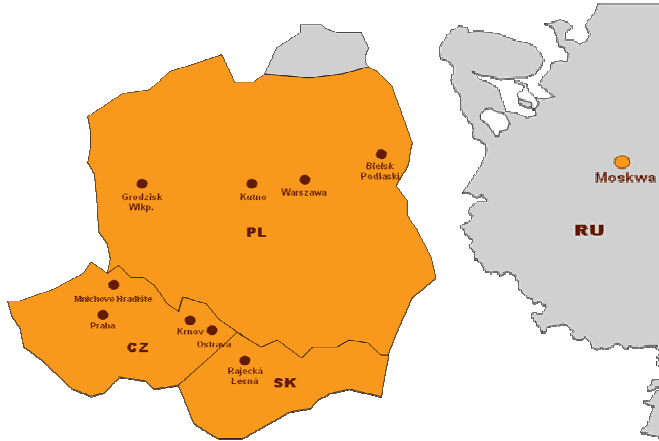 Bielsk
Podlaski
Grodzisk
Wlkp.
Kutno
Warszawa
Moskwa
PL
RU
Mnichovo Hradište
Praha
Krnov
Ostrava
CZ
Rajecká
Lesná
SK